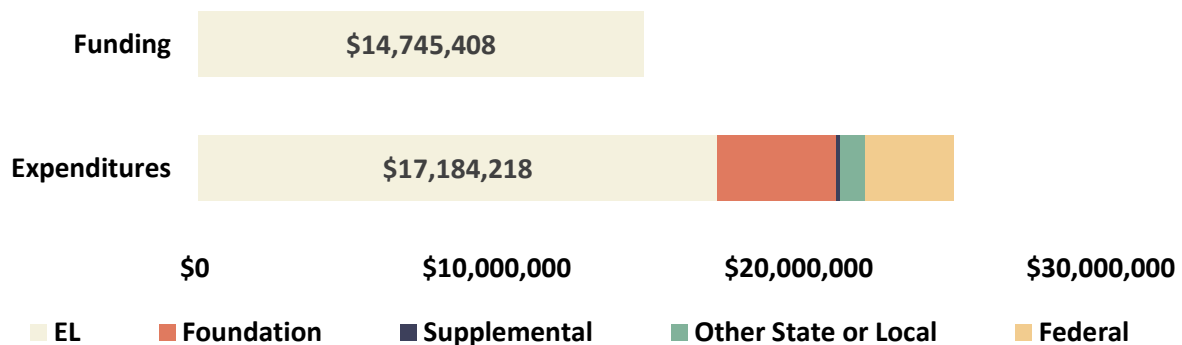 Funding
$14,745,408
Expenditures
$17,184,218
$0 $10,000,000 $20,000,000 $30,000,000
EL Foundation Supplemental Other State or Local Federal